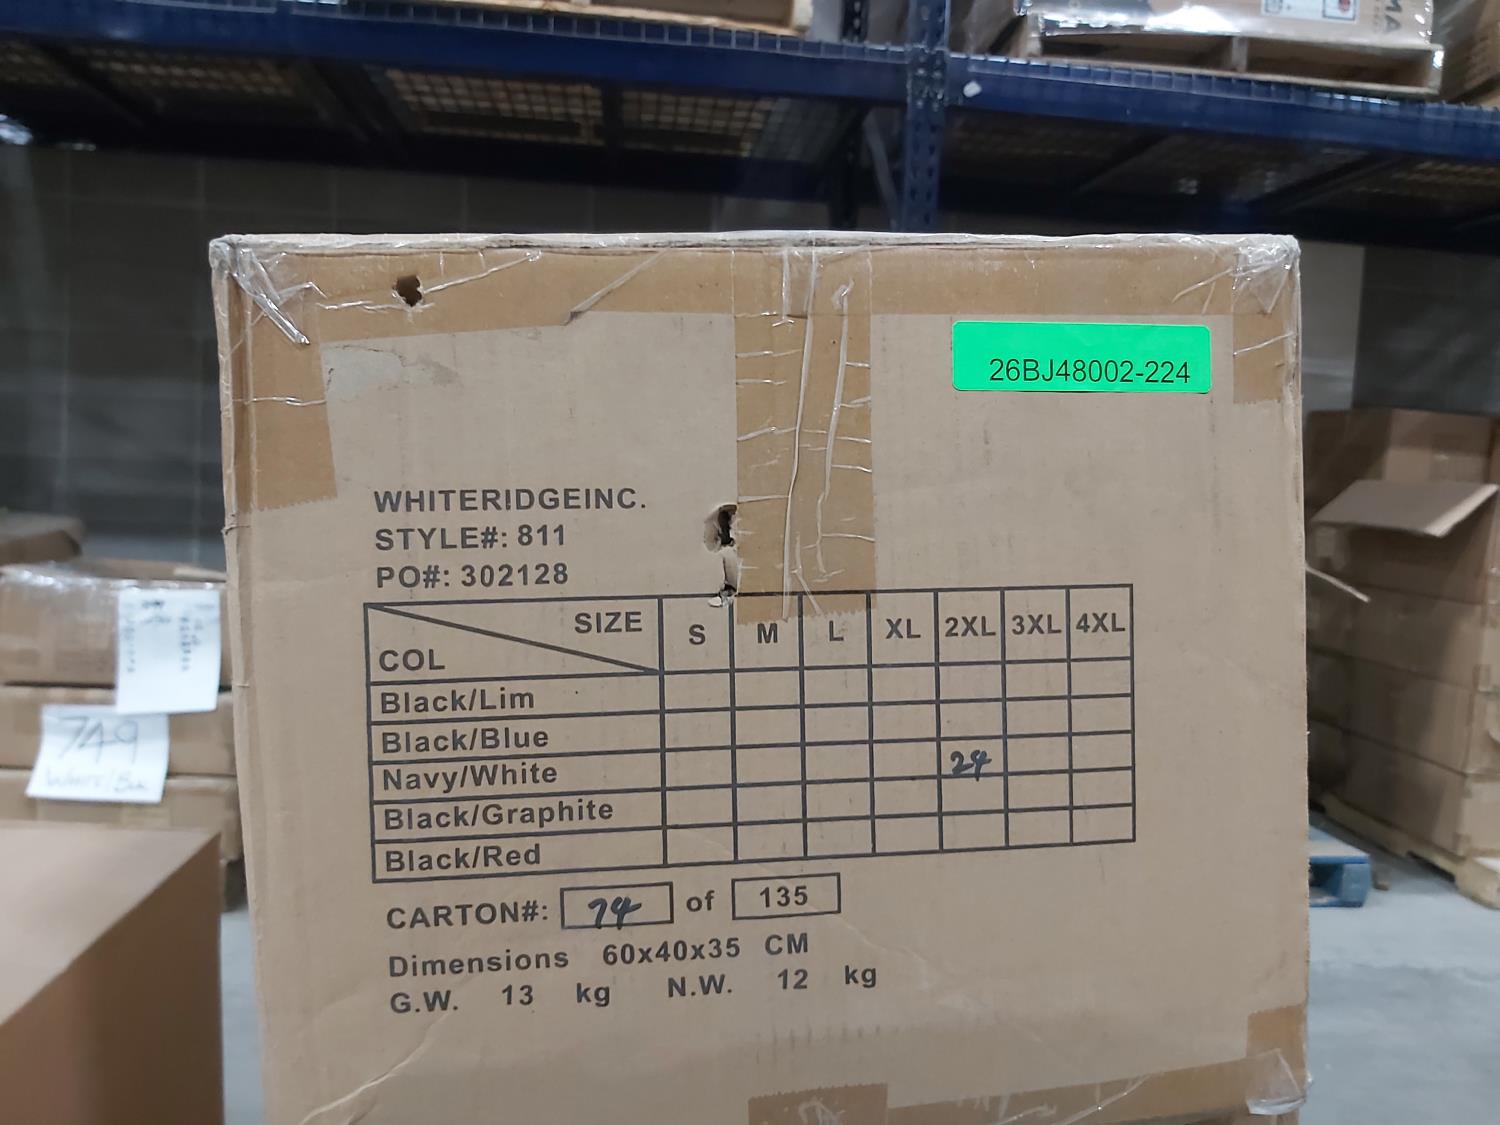 26BJ48002-224
WHITERIDGEINC.
STYLE#: 811
PO#: 302128
SIZE S M L XL 2XL 3XL 4XL
COL
Black/Lim
Black/Blue
Navy/White 24
Black/Graphite
Black/Red
CARTON#: 74 of 135
Dimensions 60x40x35 CM
G.W. 13 kg N.W. 12 kg
749